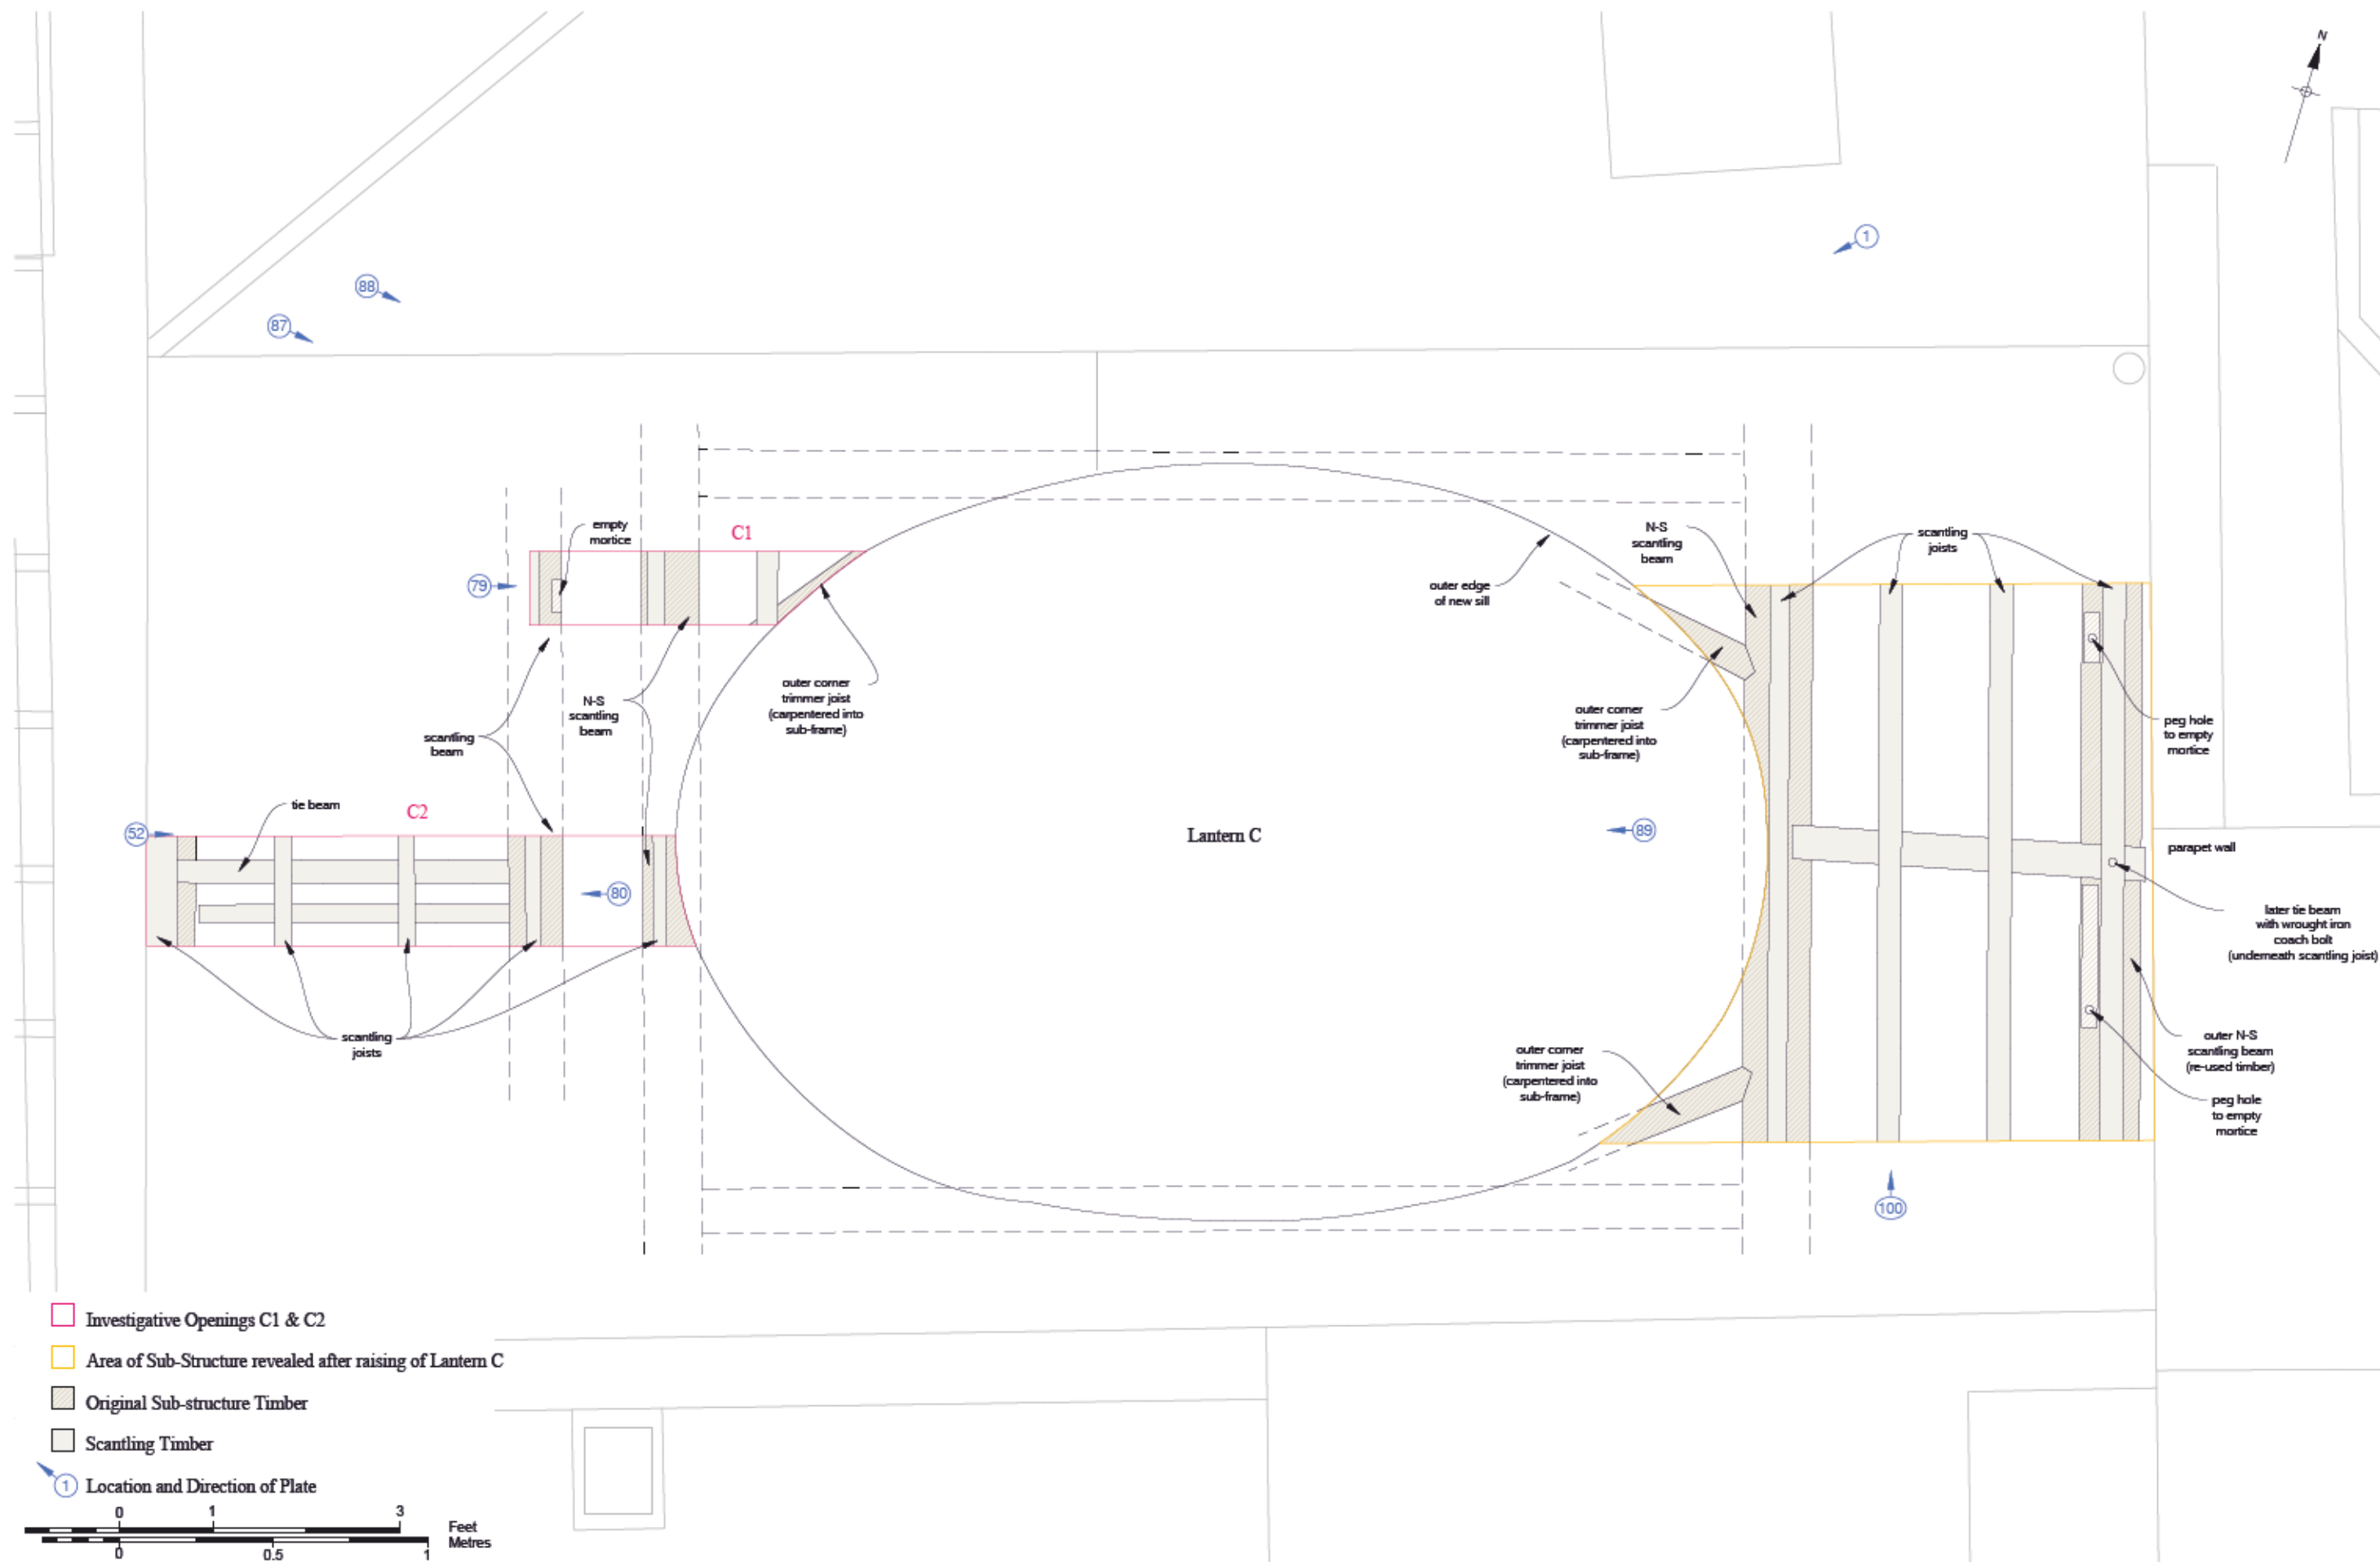 N
1
88
87
empty
mortice
C1
79
N-S
scantling
beam
scantling
joists
outer edge
of new sill
outer corner
trimmer joist
(carpentered into
sub-frame)
N-S
scantling
beam
scantling
beam
outer corner
trimmer joist
(carpentered into
sub-frame)
peg hole
to empty
mortice
tie beam
C2
52
Lantern C
89
parapet wall
80
later tie beam
with wrought iron
coach bolt
(underneath scantling joist)
scantling
joists
outer corner
trimmer joist
(carpentered into
sub-frame)
outer N-S
scantling beam
(re-used timber)
peg hole
to empty
mortice
100
Investigative Openings C1 & C2
Area of Sub-Structure revealed after raising of Lantern C
Original Sub-structure Timber
Scantling Timber
1 Location and Direction of Plate
0 1 3
Feet
Metres
0 0.5 1